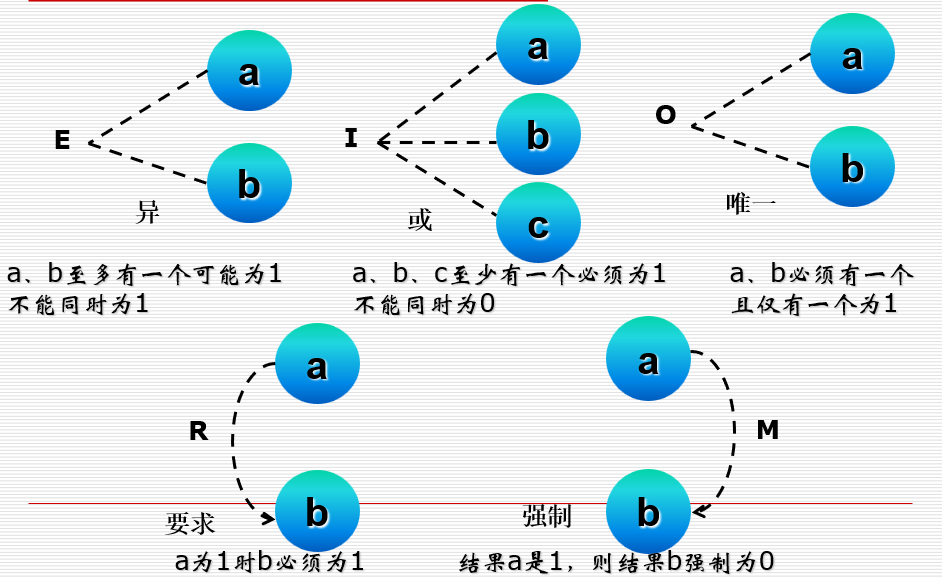 E
a
b
异
a、b至多有一个可能为1
不能同时为1
I
a
b
c
或
a、b、c至少有一个必须为1
不能同时为0
O
a
b
唯一
a、b必须有一个
且仅有一个为1
R
a
b
要求
a为1时b必须为1
a
M
b
强制
结果a是1，则结果b强制为0